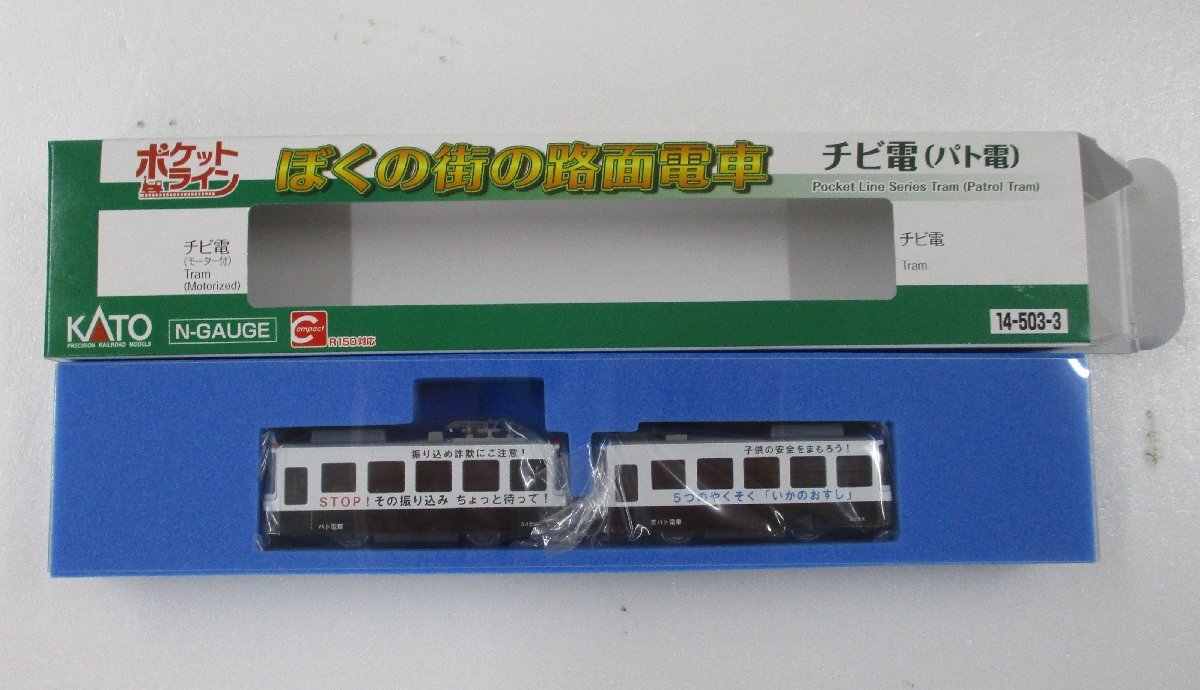 ポケット
ライン
ぼくの街の路面電車
チビ電(パト電)
Pocket Line Series Tram (Patrol Tram)
チビ電
(モーター付)
Tram
(Motorized)
チビ電
Tram
KATO
PRECISION RAILROAD MODELS
N-GAUGE
Compact
R150対応
14-503-3
振り込め詐欺にご注意!
STOP!その振り込み ちょっと待って!
パト電車
子供の安全をまもろう!
5つのやくそく「いかのおすし」
パト電車